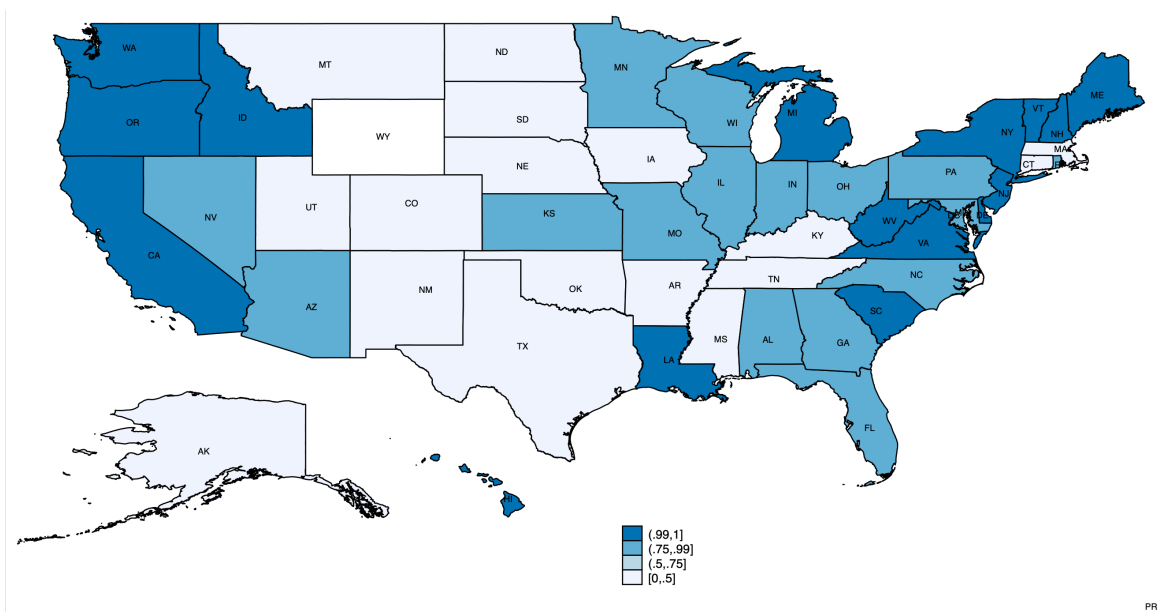 WA
MT
ND
MN
ME
VT
MI
OR
ID
SD
WI
NY
NH
WY
MA
IA
CT
NE
PA
IL
IN
OH
NV
UT
CO
KS
NJ
DE
MO
WV
KY
VA
CA
NC
TN
OK
AR
NM
AZ
SC
MS
AL
GA
TX
LA
FL
AK
HI
(.99,1]
(.75,.99]
(.5,.75]
[0,.5]
PR